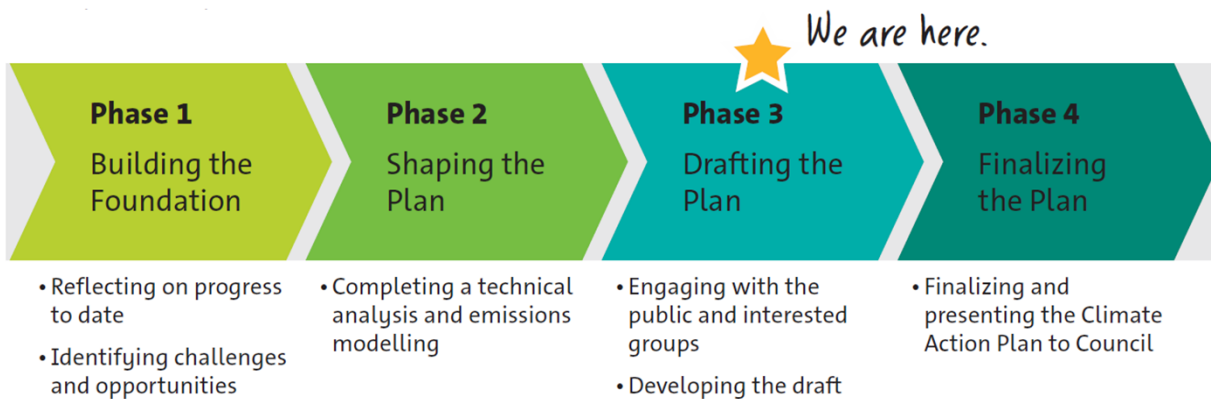 We are here.
Phase 1
Building the
Foundation
• Reflecting on progress
to date
• Identifying challenges
and opportunities
Phase 2
Shaping the
Plan
• Completing a technical
analysis and emissions
modelling
Phase 3
Drafting the
Plan
• Engaging with the
public and interested
groups
• Developing the draft
Phase 4
Finalizing
the Plan
• Finalizing and
presenting the Climate
Action Plan to Council